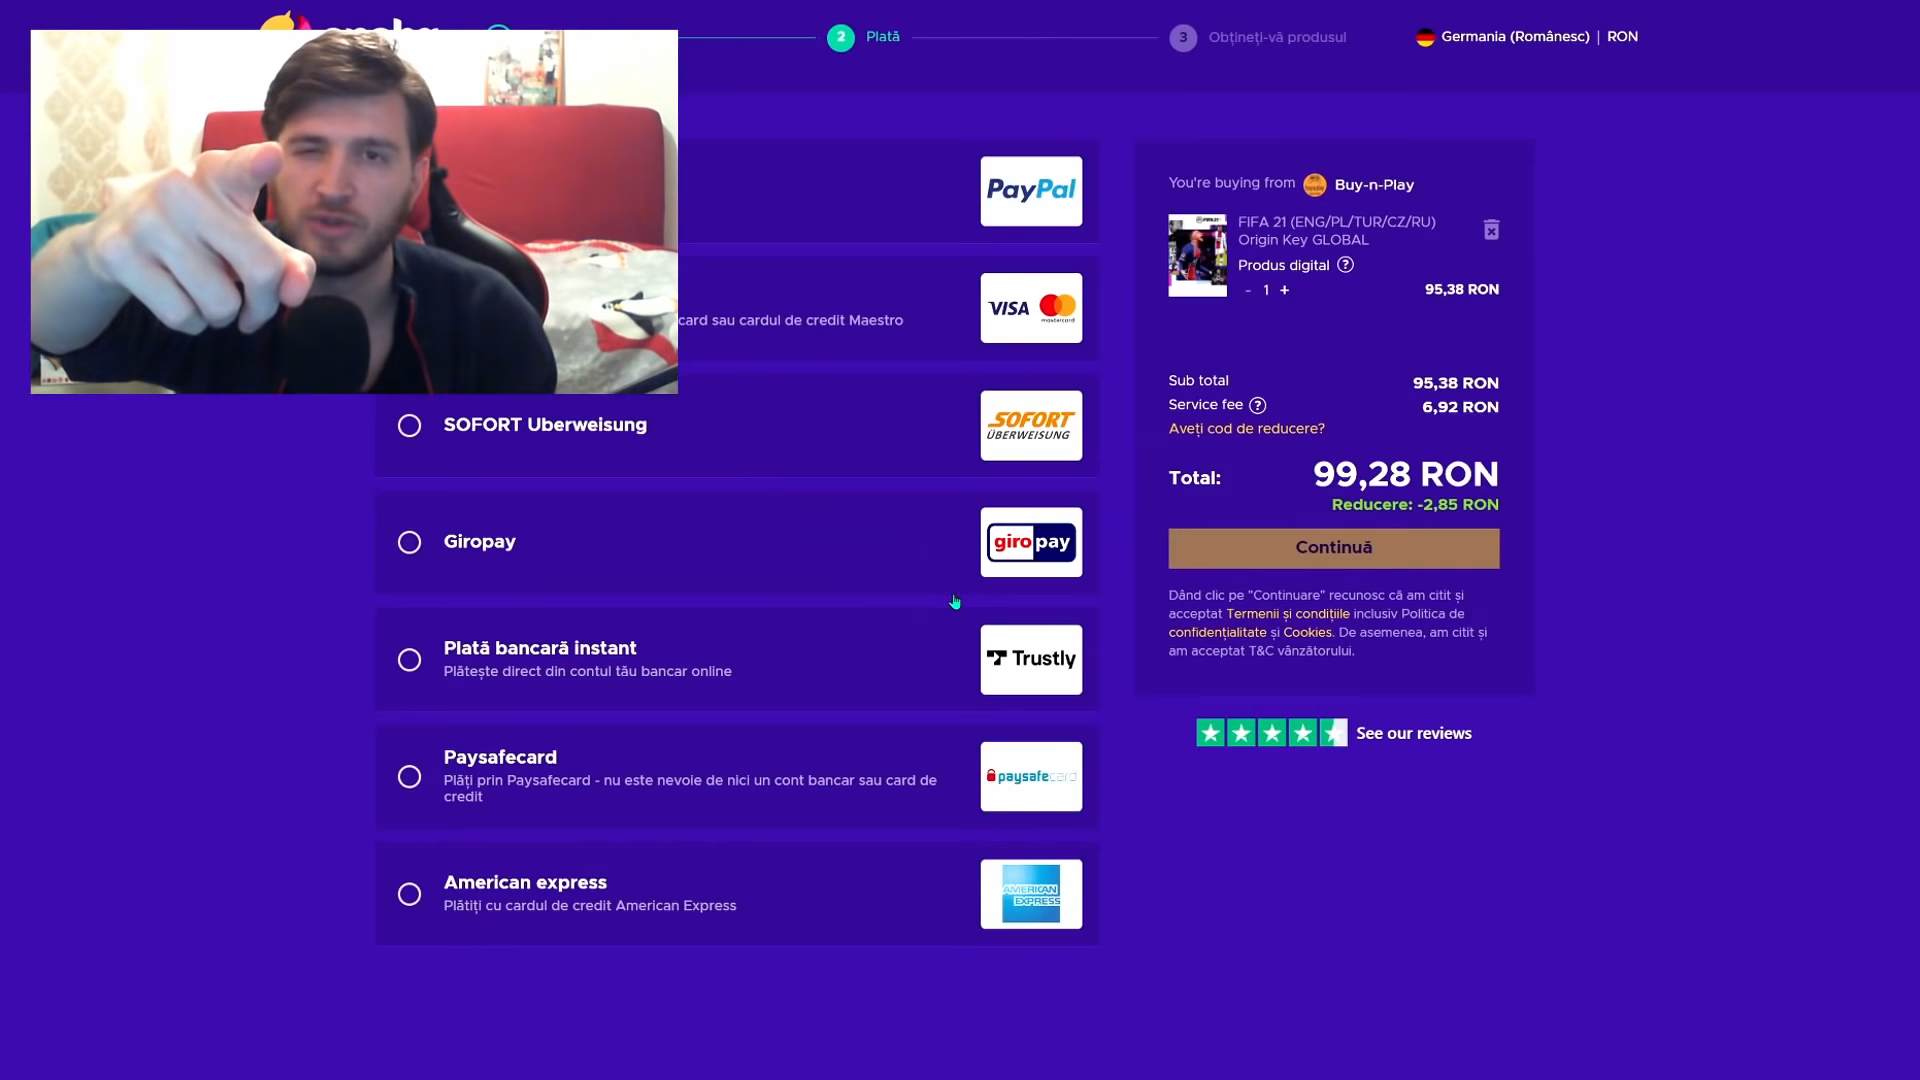 2 Plată
3 Obțineți-vă produsul
Germania (Românesc) | RON
PayPal
card sau cardul de credit Maestro
VISA
mastercard
SOFORT Uberweisung
SOFORT
ÜBERWEISUNG
Giropay
giropay
Plată bancară instant
Plătește direct din contul tău bancar online
Trustly
Paysafecard
Plăți prin Paysafecard - nu este nevoie de nici un cont bancar sau card de
credit
paysafecard
American express
Plătiți cu cardul de credit American Express
AMERICAN
EXPRESS
You're buying from Buy-n-Play
FIFA 21 (ENG/PL/TUR/CZ/RU)
Origin Key GLOBAL
Produs digital ?
- 1 + 95,38 RON
Sub total 95,38 RON
Service fee ? 6,92 RON
Aveți cod de reducere?
Total: 99,28 RON
Reducere: -2,85 RON
Continuă
Dând clic pe "Continuare" recunosc că am citit și
acceptat Termenii și condițiile inclusiv Politica de
confidențialitate și Cookies. De asemenea, am citit și
am acceptat T&C vânzătorului.
See our reviews